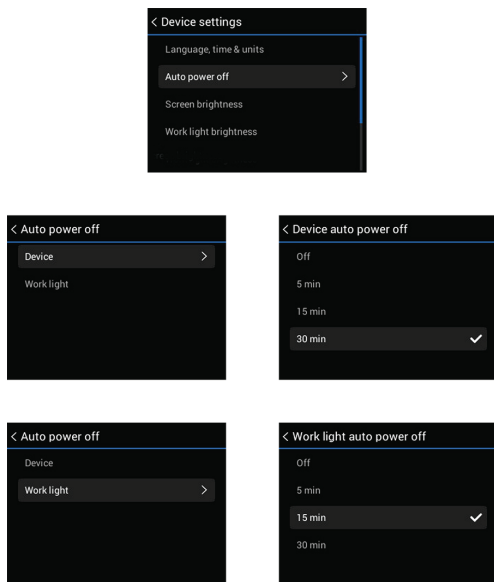 Device settings
Language, time & units
Auto power off
Screen brightness
Work light brightness
Auto power off
Device
Work light
Device auto power off
Off
5 min
15 min
30 min
Auto power off
Device
Work light
Work light auto power off
Off
5 min
15 min
30 min